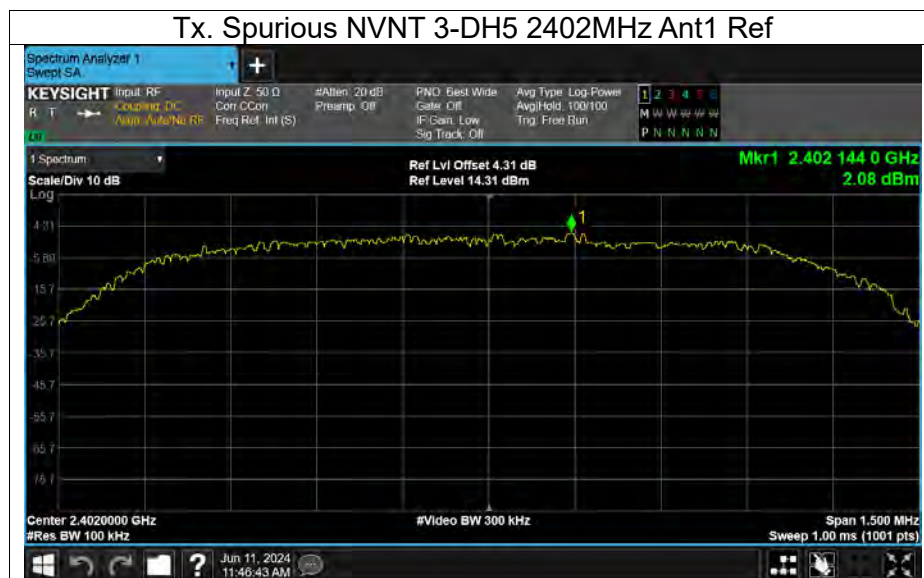 Tx. Spurious NVNT 3-DH5 2402MHz Ant1 Ref
Spectrum Analyzer 1
Swept SA
+
KEYSIGHT Input: RF
R T
Coupling: DC
Align: Auto/No RF
Input Z: 50 Ω
Corr CCorr
Freq Ref: Int (S)
#Atten: 20 dB
Preamp: Off
PNO: Best Wide
Gate: Off
IF Gain: Low
Sig Track: Off
Avg Type: Log-Power
Avg|Hold: 100/100
Trig: Free Run
1 2 3 4 5 6
M W W W W W
P N N N N N
1 Spectrum
Scale/Div 10 dB
Log
Ref Lvl Offset 4.31 dB
Ref Level 14.31 dBm
Mkr1 2.402 144 0 GHz
2.08 dBm
1
4.31
-5.69
-15.7
-25.7
-35.7
-45.7
-55.7
-65.7
-75.7
Center 2.4020000 GHz
#Res BW 100 kHz
#Video BW 300 kHz
Span 1.500 MHz
Sweep 1.00 ms (1001 pts)
?
Jun 11, 2024
11:46:43 AM